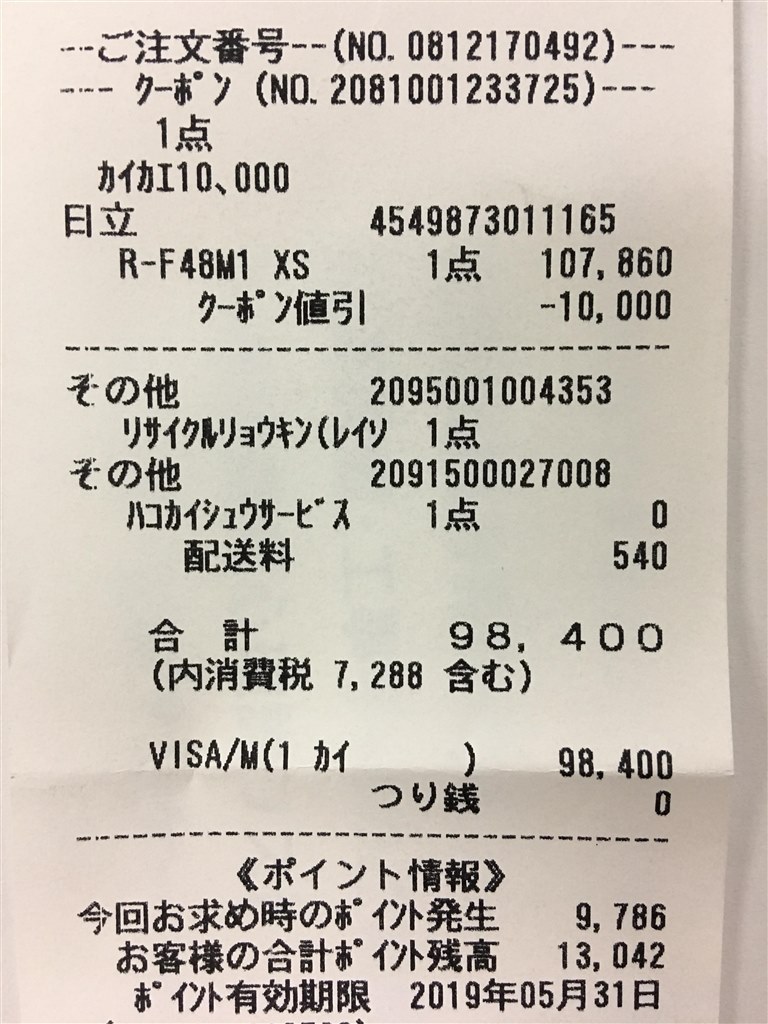 ---ご注文番号--(NO. 0812170492)---
---- ｸｰﾎﾟﾝ (NO. 2081001233725)---
1点
ｶｲｶｴ10､000
日立 4549873011165
R-F48M1 XS 1点 107,860
ｸｰﾎﾟﾝ値引 -10,000
その他 2095001004353
ﾘｻｲｸﾙﾘｮｳｷﾝ(ﾚｲｿ 1点
その他 2091500027008
ﾊｺｶｲｼｭｳｻｰﾋﾞｽ 1点 0
配送料 540
合 計 ９８，４００
(内消費税 7,288 含む)
VISA/M(1 ｶｲ ) 98,400
つり銭 0
《ポイント情報》
今回お求め時のﾎﾟｲﾝﾄ発生 9,786
お客様の合計ﾎﾟｲﾝﾄ残高 13,042
ﾎﾟｲﾝﾄ有効期限 2019年05月31日